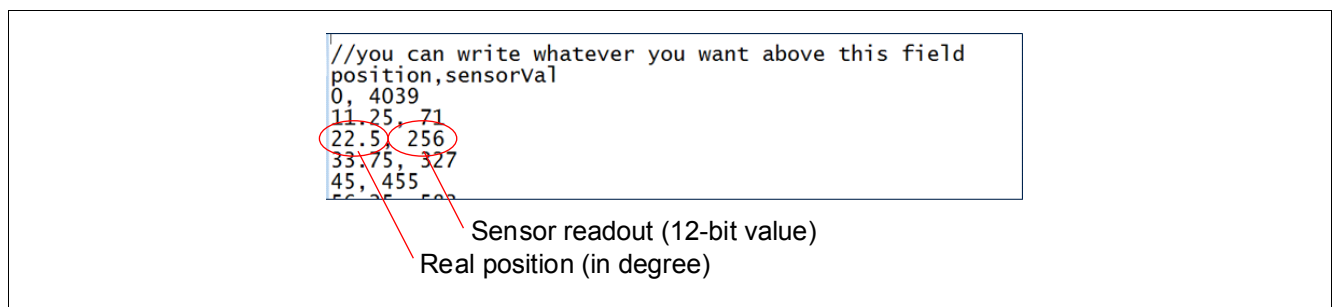 //you can write whatever you want above this field
position,sensorVal
0, 4039
11.25, 71
22.5, 256
33.75, 327
45, 455
Sensor readout (12-bit value)
Real position (in degree)